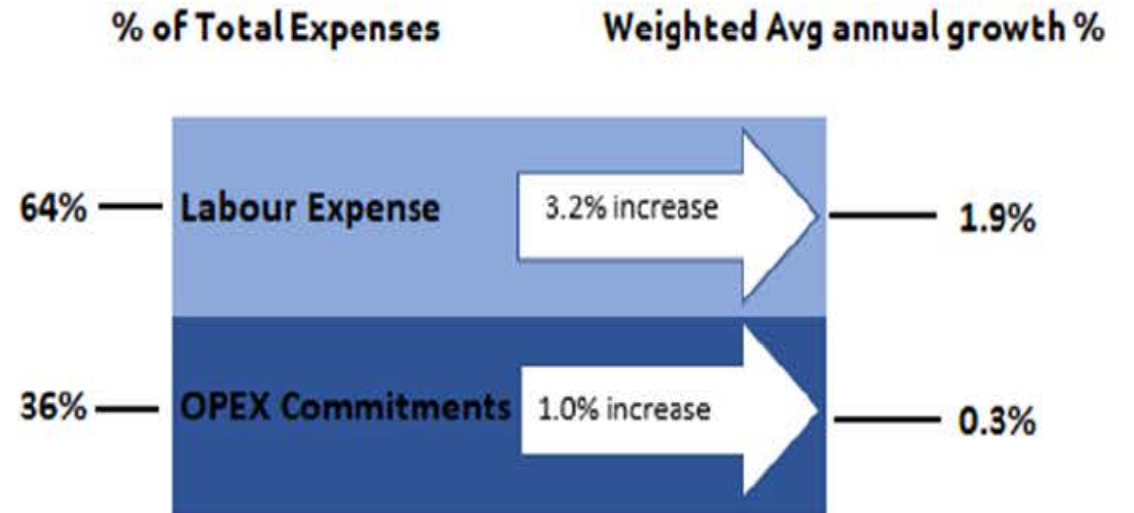 % of Total Expenses
Weighted Avg annual growth %
64%
Labour Expense
3.2% increase
1.9%
36%
OPEX Commitments
1.0% increase
0.3%